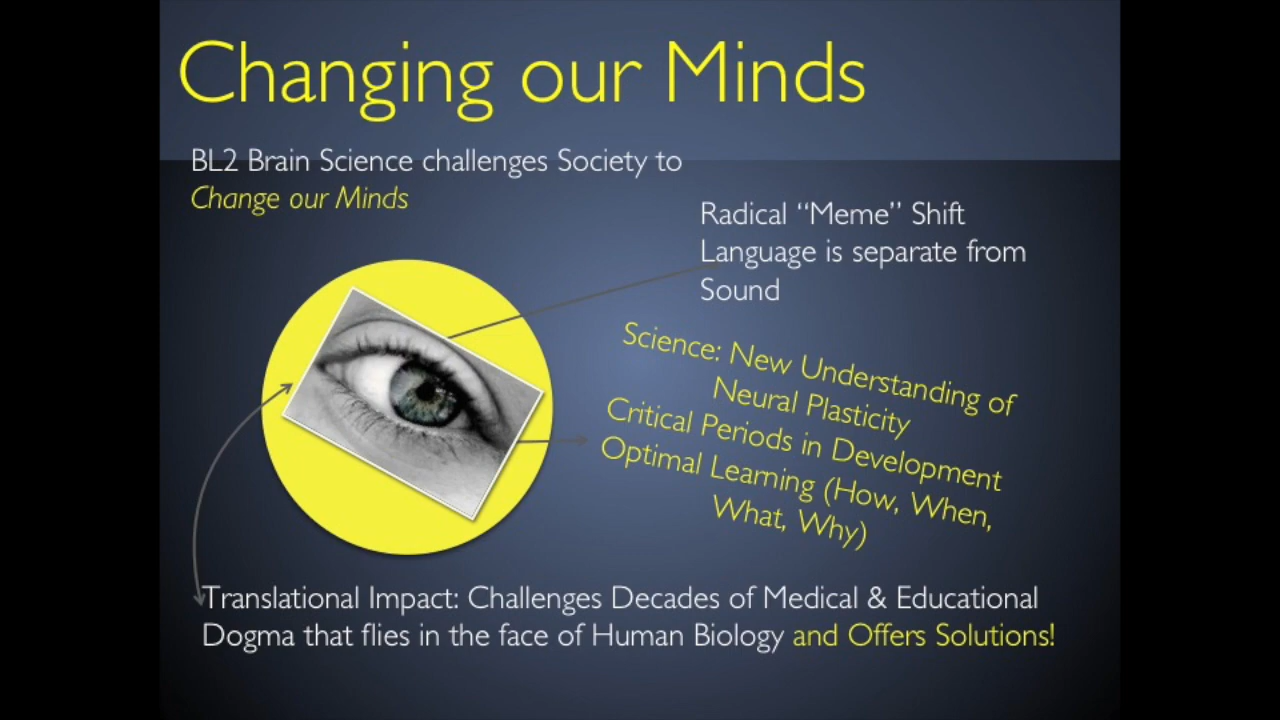 Changing our Minds
BL2 Brain Science challenges Society to
Change our Minds
Radical “Meme” Shift
Language is separate from
Sound
Science: New Understanding of
Neural Plasticity
Critical Periods in Development
Optimal Learning (How, When,
What, Why)
Translational Impact: Challenges Decades of Medical & Educational
Dogma that flies in the face of Human Biology and Offers Solutions!